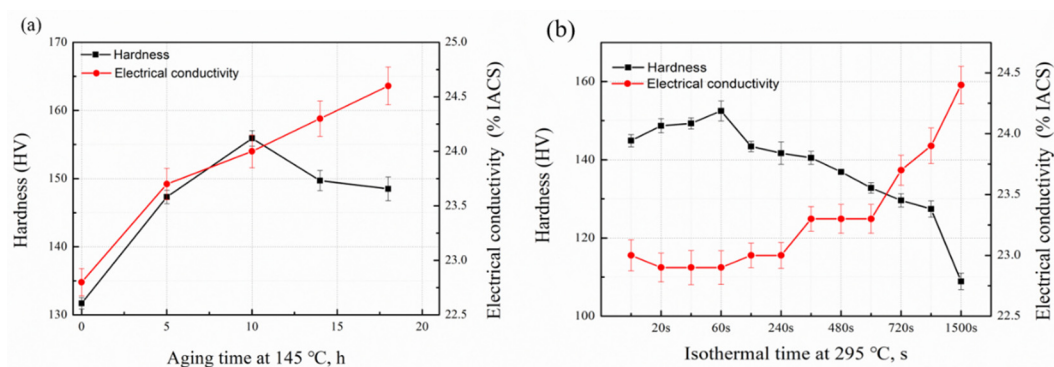 (a)
170
160
150
140
130
Hardness (HV)
Hardness
Electrical conductivity
25.0
24.5
24.0
23.5
23.0
22.5
Electrical conductivity (% IACS)
0 5 10 15 20
Aging time at 145 ℃, h
(b)
160
140
120
100
Hardness (HV)
Hardness
Electrical conductivity
24.5
24.0
23.5
23.0
22.5
Electrical conductivity (% IACS)
20s 60s 240s 480s 720s 1500s
Isothermal time at 295 ℃, s